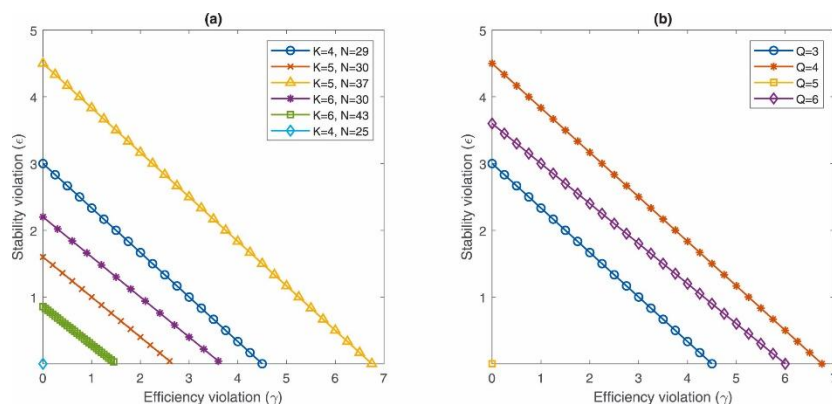 (a)
Stability violation (ϵ)
5
4
3
2
1
K=4, N=29
K=5, N=30
K=5, N=37
K=6, N=30
K=6, N=43
K=4, N=25
0 1 2 3 4 5 6 7
Efficiency violation (γ)
(b)
Stability violation (ϵ)
5
4
3
2
1
Q=3
Q=4
Q=5
Q=6
0 1 2 3 4 5 6 7
Efficiency violation (γ)